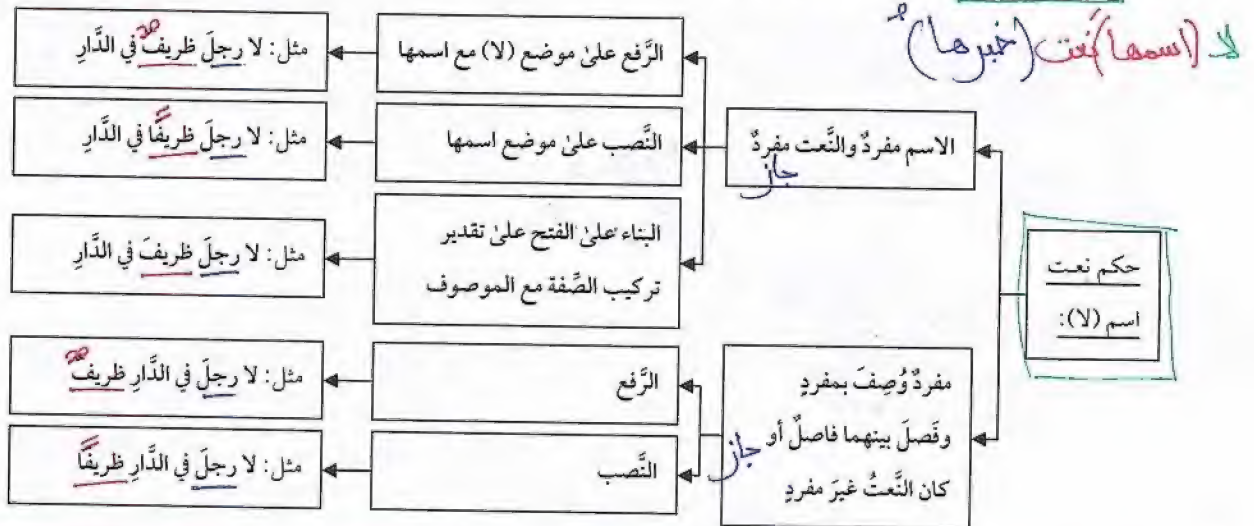 لا (اسمها) نعت (خبرها)
حكم نعت
اسم (لا):
الاسم مفردٌ والنَّعت مفردٌ
جاز
الرَّفع علىٰ موضع (لا) مع اسمها
مثل: لا رجلَ ظريفٌ في الدَّارِ
النَّصب علىٰ موضع اسمها
مثل: لا رجلَ ظريفًا في الدَّارِ
البناء علىٰ الفتح علىٰ تقدير
تركيب الصِّفة مع الموصوف
مثل: لا رجلَ ظريفَ في الدَّارِ
مفردٌ وُصِفَ بمفردٍ
وفَصلَ بينهما فاصلٌ أو
كان النَّعتُ غيرَ مفردٍ
جاز
الرَّفع
مثل: لا رجلَ في الدَّارِ ظريفٌ
النَّصب
مثل: لا رجلَ في الدَّارِ ظريفًا